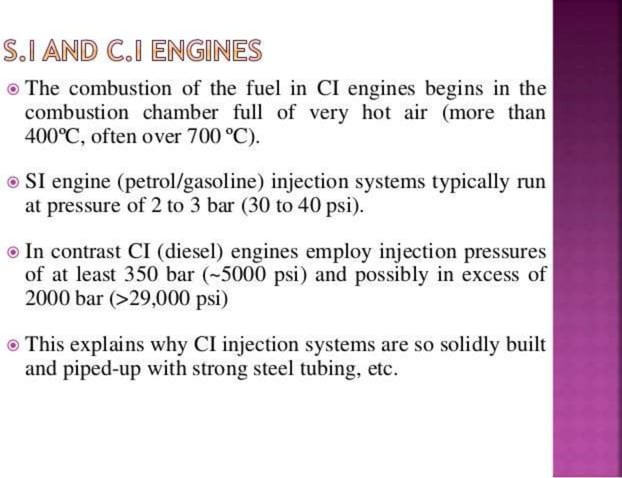 S.I AND C.I ENGINES
The combustion of the fuel in CI engines begins in the
combustion chamber full of very hot air (more than
400ºC, often over 700 ºC).
SI engine (petrol/gasoline) injection systems typically run
at pressure of 2 to 3 bar (30 to 40 psi).
In contrast CI (diesel) engines employ injection pressures
of at least 350 bar (~5000 psi) and possibly in excess of
2000 bar (>29,000 psi)
This explains why CI injection systems are so solidly built
and piped-up with strong steel tubing, etc.